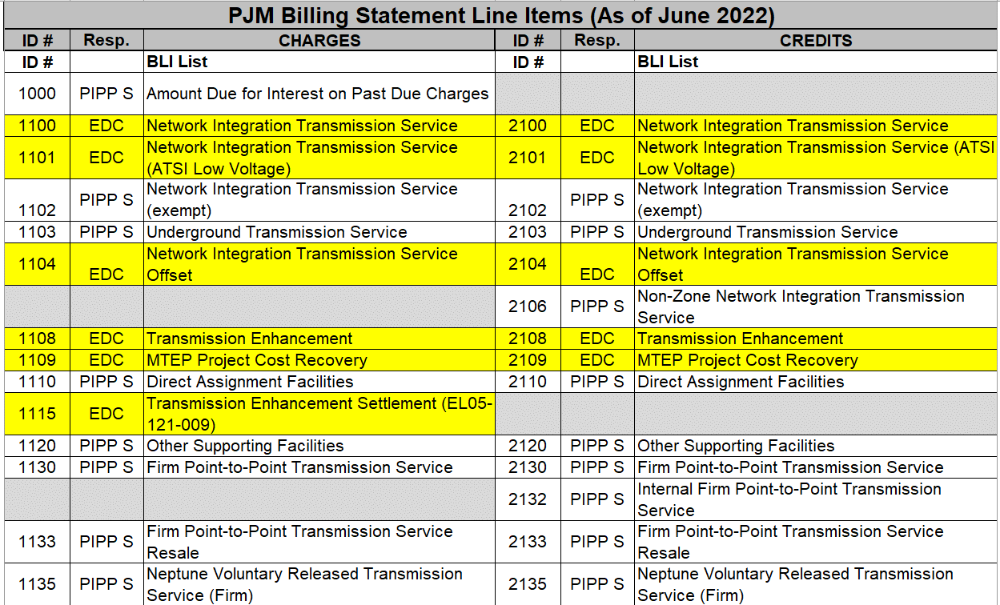 PJM Billing Statement Line Items (As of June 2022)
ID # Resp. CHARGES ID # Resp. CREDITS
ID # BLI List ID # BLI List
1000 PIPP S Amount Due for Interest on Past Due Charges
1100 EDC Network Integration Transmission Service 2100 EDC Network Integration Transmission Service
1101 EDC Network Integration Transmission Service
(ATSI Low Voltage) 2101 EDC Network Integration Transmission Service (ATSI
Low Voltage)
1102 PIPP S Network Integration Transmission Service
(exempt) 2102 PIPP S Network Integration Transmission Service
(exempt)
1103 PIPP S Underground Transmission Service 2103 PIPP S Underground Transmission Service
1104 EDC Network Integration Transmission Service
Offset 2104 EDC Network Integration Transmission Service
Offset
2106 PIPP S Non-Zone Network Integration Transmission
Service
1108 EDC Transmission Enhancement 2108 EDC Transmission Enhancement
1109 EDC MTEP Project Cost Recovery 2109 EDC MTEP Project Cost Recovery
1110 PIPP S Direct Assignment Facilities 2110 PIPP S Direct Assignment Facilities
1115 EDC Transmission Enhancement Settlement (EL05-
121-009)
1120 PIPP S Other Supporting Facilities 2120 PIPP S Other Supporting Facilities
1130 PIPP S Firm Point-to-Point Transmission Service 2130 PIPP S Firm Point-to-Point Transmission Service
2132 PIPP S Internal Firm Point-to-Point Transmission
Service
1133 PIPP S Firm Point-to-Point Transmission Service
Resale 2133 PIPP S Firm Point-to-Point Transmission Service
Resale
1135 PIPP S Neptune Voluntary Released Transmission
Service (Firm) 2135 PIPP S Neptune Voluntary Released Transmission
Service (Firm)